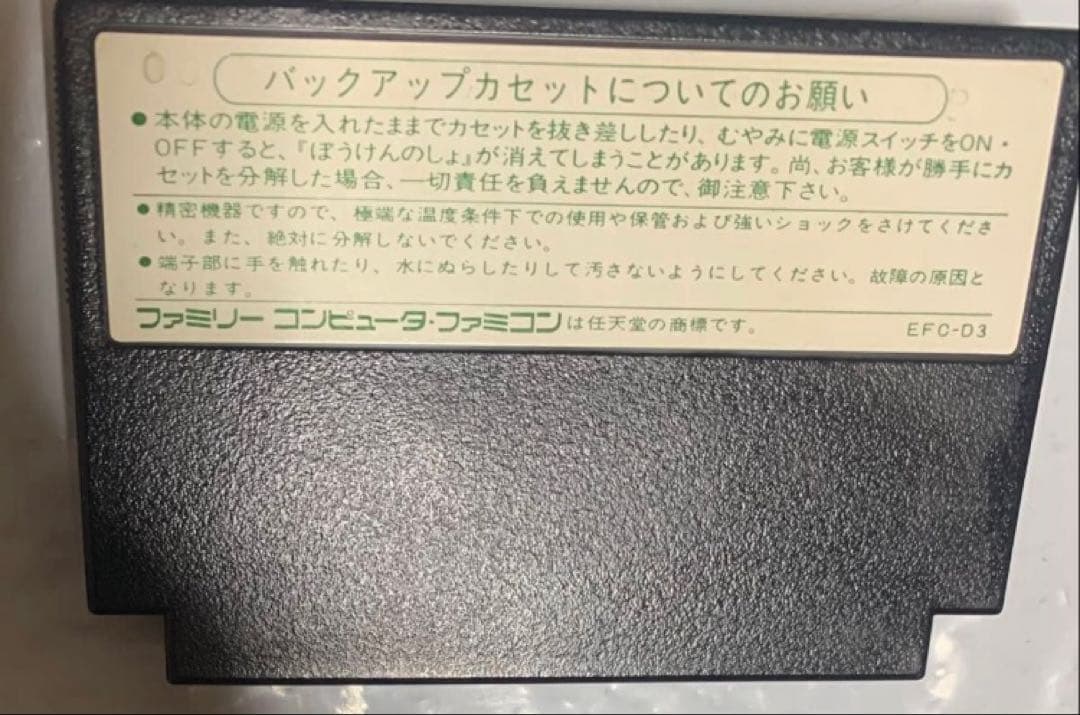 バックアップカセットについてのお願い
●本体の電源を入れたままでカセットを抜き差ししたり、むやみに電源スイッチをON・
OFFすると、『ぼうけんのしょ』が消えてしまうことがあります。尚、お客様が勝手にカ
セットを分解した場合、一切責任を負えませんので、御注意下さい。
●精密機器ですので、極端な温度条件下での使用や保管および強いショックをさけてくださ
い。また、絶対に分解しないでください。
●端子部に手を触れたり、水にぬらしたりして汚さないようにしてください。故障の原因と
なります。
ファミリーコンピュータ・ファミコンは任天堂の商標です。 EFC-D3